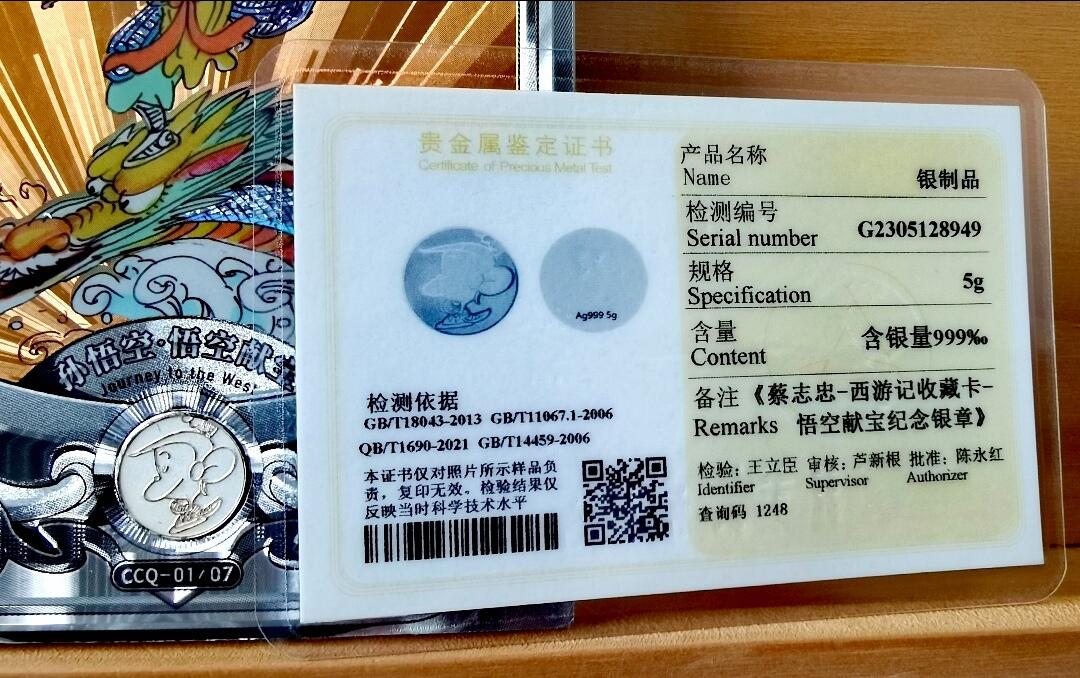 孙悟空·悟空献宝
Journey to the West
CCQ-01/07
贵金属鉴定证书
Certificate of Precious Metal Test
Ag999 5g
检测依据
GB/T18043-2013 GB/T11067.1-2006
QB/T1690-2021 GB/T14459-2006
本证书仅对照片所示样品负
责，复印无效。检验结果仅
反映当时科学技术水平
产品名称
Name 银制品
检测编号
Serial number G2305128949
规格
Specification 5g
含量
Content 含银量999‰
备注 《蔡志忠-西游记收藏卡-
Remarks 悟空献宝纪念银章》
检验：王立臣 审核：芦新根 批准：陈永红
Identifier Supervisor Authorizer
查询码 1248